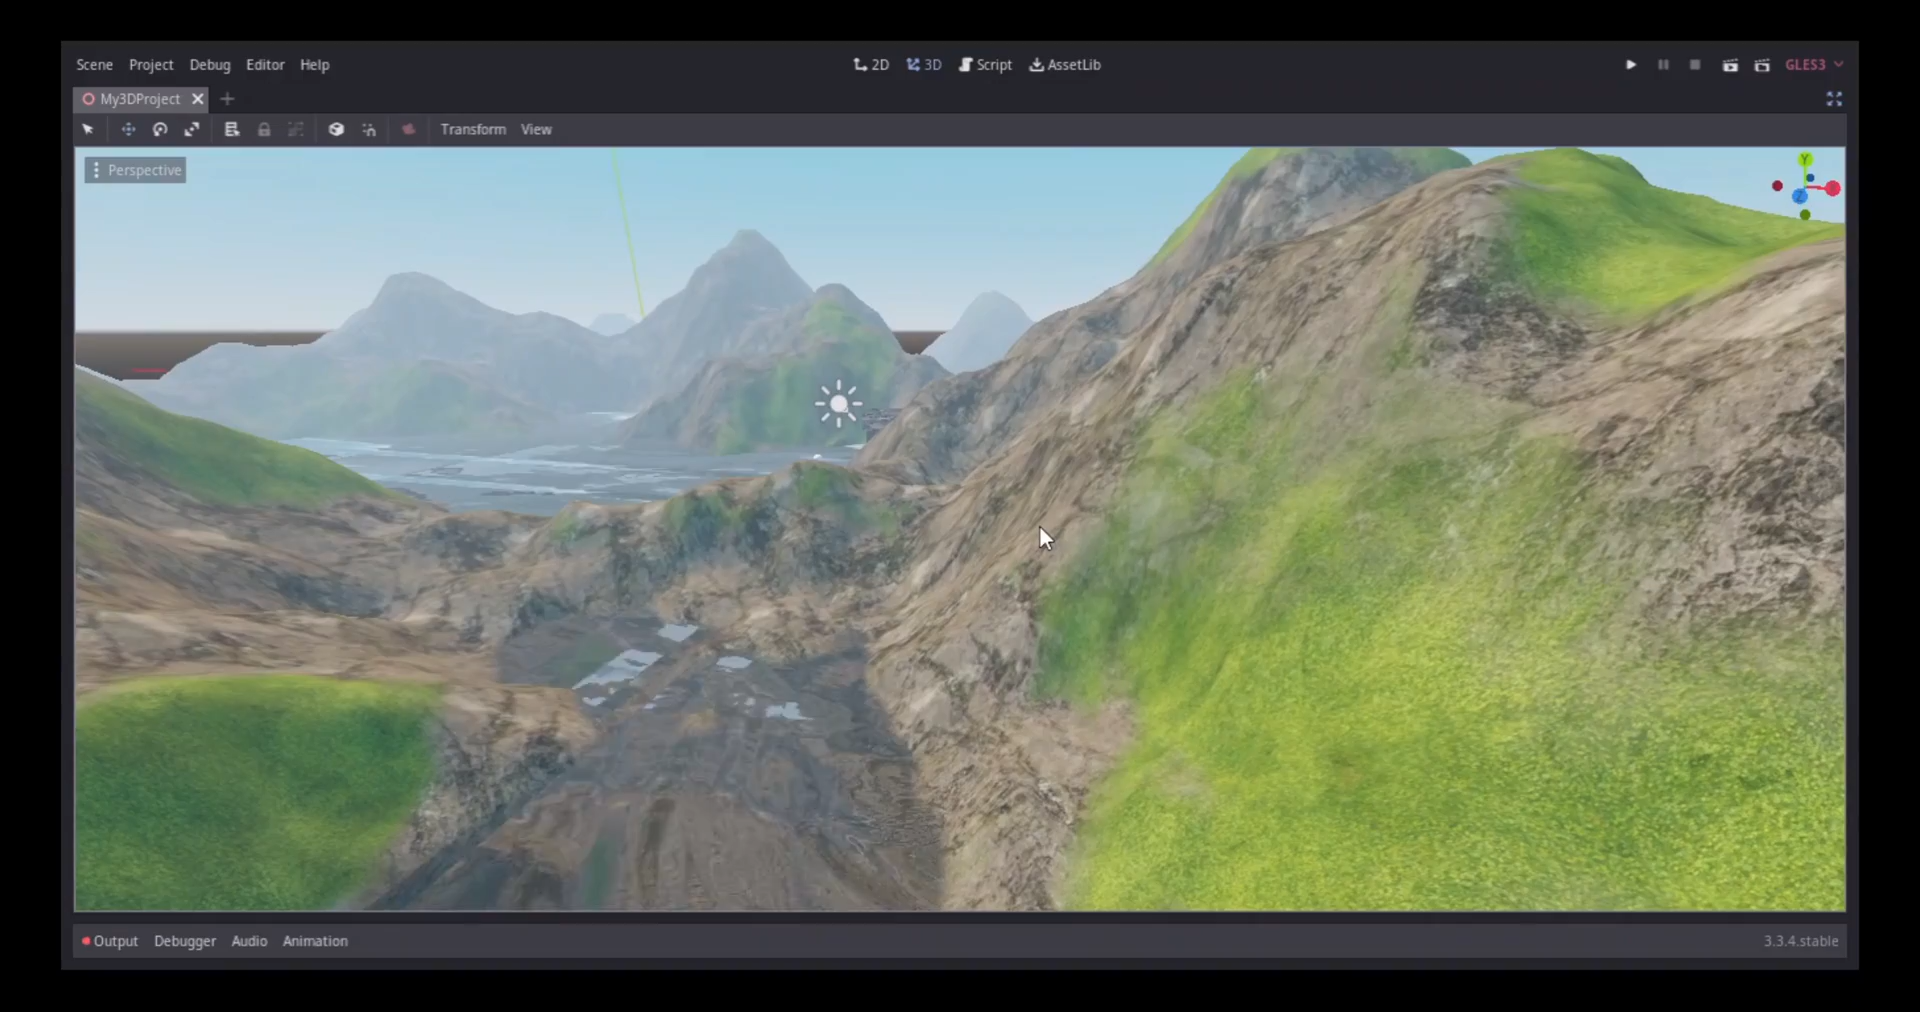 Scene Project Debug Editor Help 2D 3D Script AssetLib GLES3
My3DProject
Transform View
Perspective
Y
Z
Output Debugger Audio Animation 3.3.4.stable